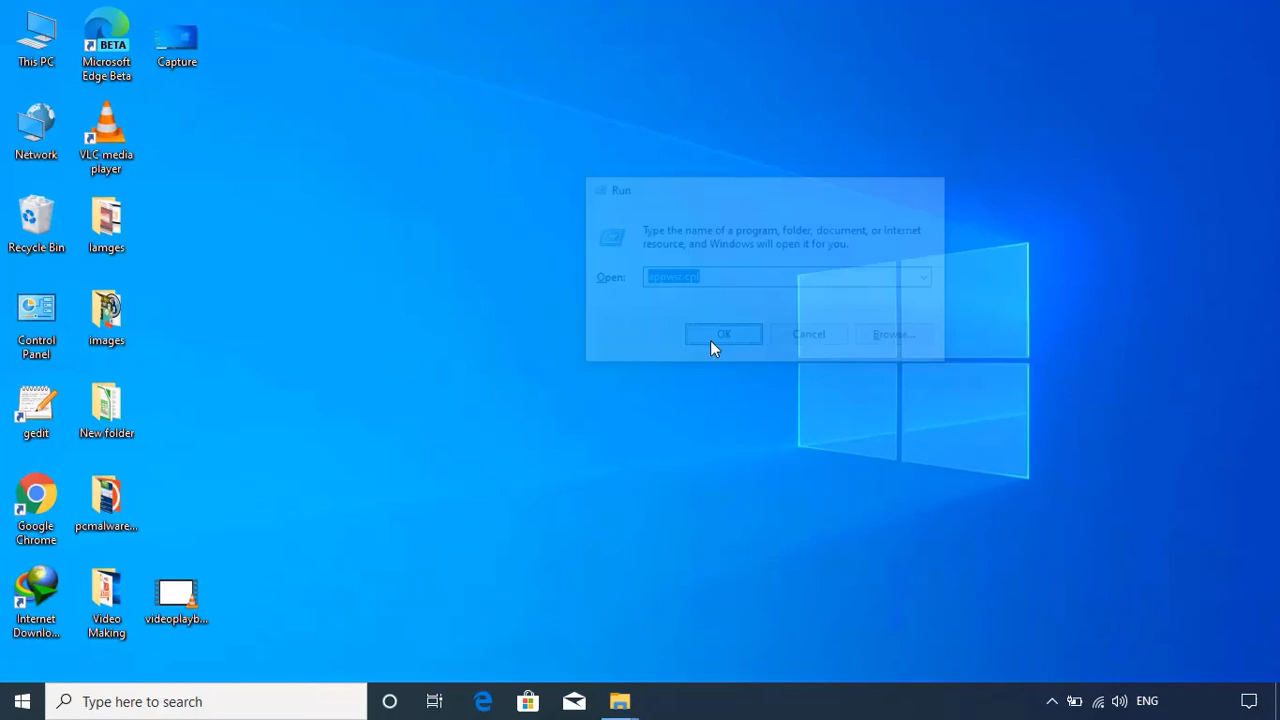 This PC
Microsoft
Edge Beta
BETA
Capture
Network
VLC media
player
Recycle Bin
Iamges
Control
Panel
images
gedit
New folder
Google
Chrome
pcmalware...
Internet
Downlo...
Video
Making
videoplayb...
Run
Type the name of a program, folder, document, or Internet
resource, and Windows will open it for you.
Open:
appwiz.cpl
OK
Cancel
Browse...
Type here to search
ENG